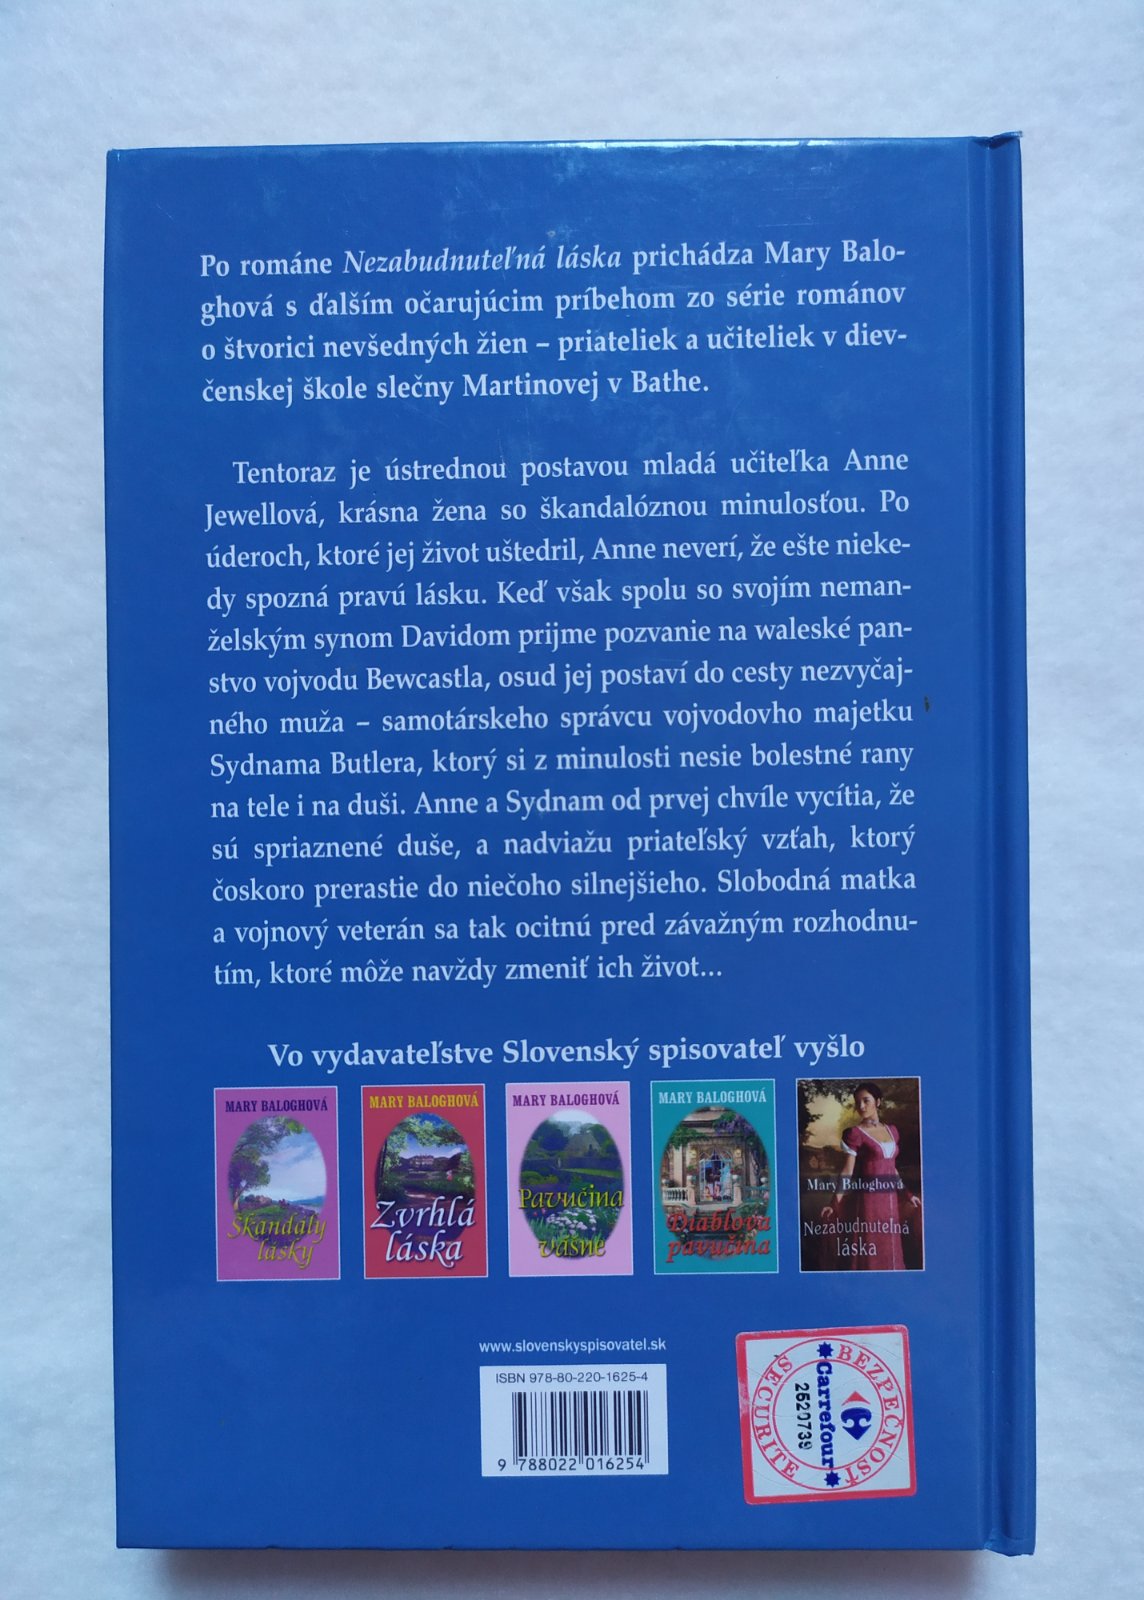 Po románe Nezabudnuteľná láska prichádza Mary Balo-
ghová s ďalším očarujúcim príbehom zo série románov
o štvorici nevšedných žien – priateliek a učiteliek v diev-
čenskej škole slečny Martinovej v Bathe.
Tentoraz je ústrednou postavou mladá učiteľka Anne
Jewellová, krásna žena so škandalóznou minulosťou. Po
úderoch, ktoré jej život uštedril, Anne neverí, že ešte nieke-
dy spozná pravú lásku. Keď však spolu so svojím neman-
želským synom Davidom prijme pozvanie na waleské pan-
stvo vojvodu Bewcastla, osud jej postaví do cesty nezvyčaj-
ného muža – samotárskeho správcu vojvodovho majetku
Sydnama Butlera, ktorý si z minulosti nesie bolestné rany
na tele i na duši. Anne a Sydnam od prvej chvíle vycítia, že
sú spriaznené duše, a nadviažu priateľský vzťah, ktorý
čoskoro prerastie do niečoho silnejšieho. Slobodná matka
a vojnový veterán sa tak ocitnú pred závažným rozhodnu-
tím, ktoré môže navždy zmeniť ich život...
Vo vydavateľstve Slovenský spisovateľ vyšlo
MARY BALOGHOVÁ
Škandály
lásky
MARY BALOGHOVÁ
Zvrhlá
láska
MARY BALOGHOVÁ
Pavučina
vášne
MARY BALOGHOVÁ
Diablova
pavučina
Mary Baloghová
Nezabudnuteľná
láska
www.slovenskyspisovatel.sk
ISBN 978-80-220-1625-4
9 788022 016254
BEZPEČNOSŤ
SECURITE
Carrefour
2520739